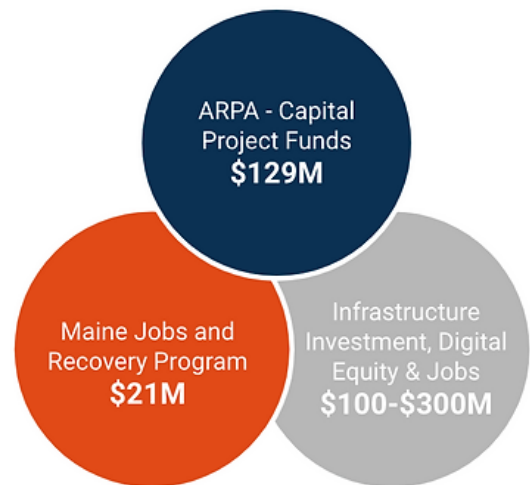 ARPA - Capital
Project Funds
$129M
Maine Jobs and
Recovery Program
$21M
Infrastructure
Investment, Digital
Equity & Jobs
$100-$300M